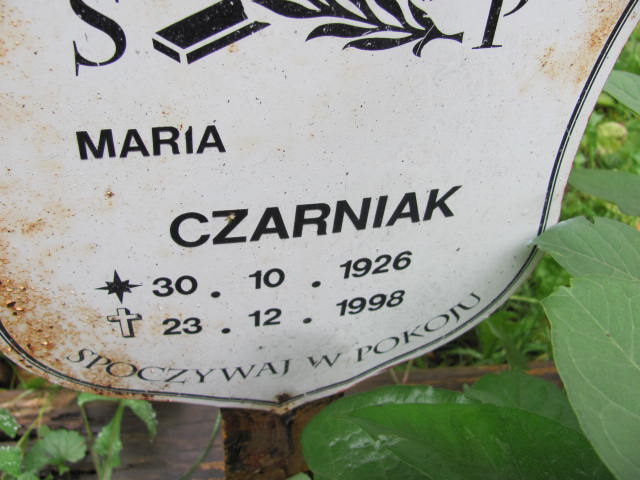 S P
MARIA
CZARNIAK
30 . 10 . 1926
23 . 12 . 1998
SPOCZYWAJ W POKOJU